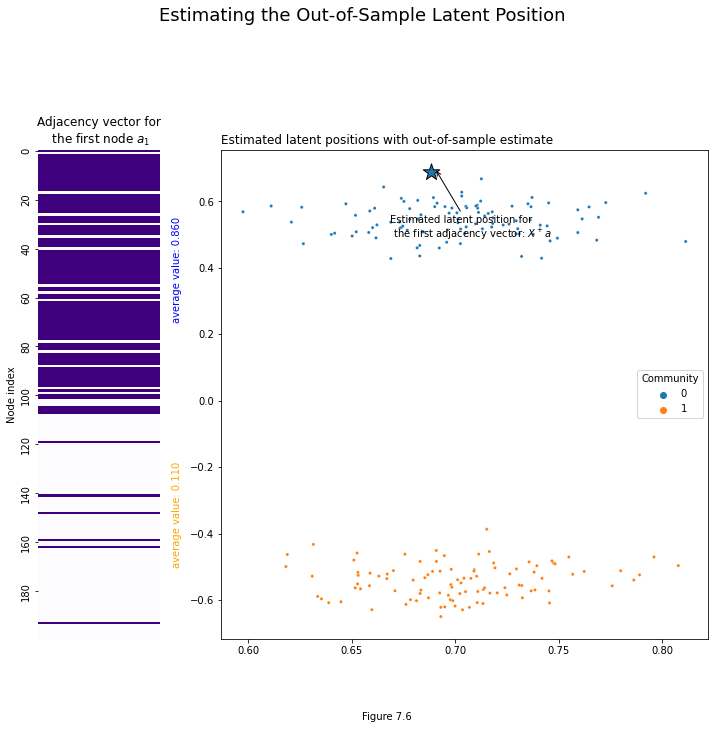 Estimating the Out-of-Sample Latent Position
Adjacency vector for
the first node a₁
Estimated latent positions with out-of-sample estimate
0
20
40
60
80
100
120
140
160
180
Node index
average value: 0.860
average value: 0.110
0.6
0.4
0.2
0.0
−0.2
−0.4
−0.6
Estimated latent position for
the first adjacency vector: X⁺a
Community
0
1
0.60
0.65
0.70
0.75
0.80
Figure 7.6